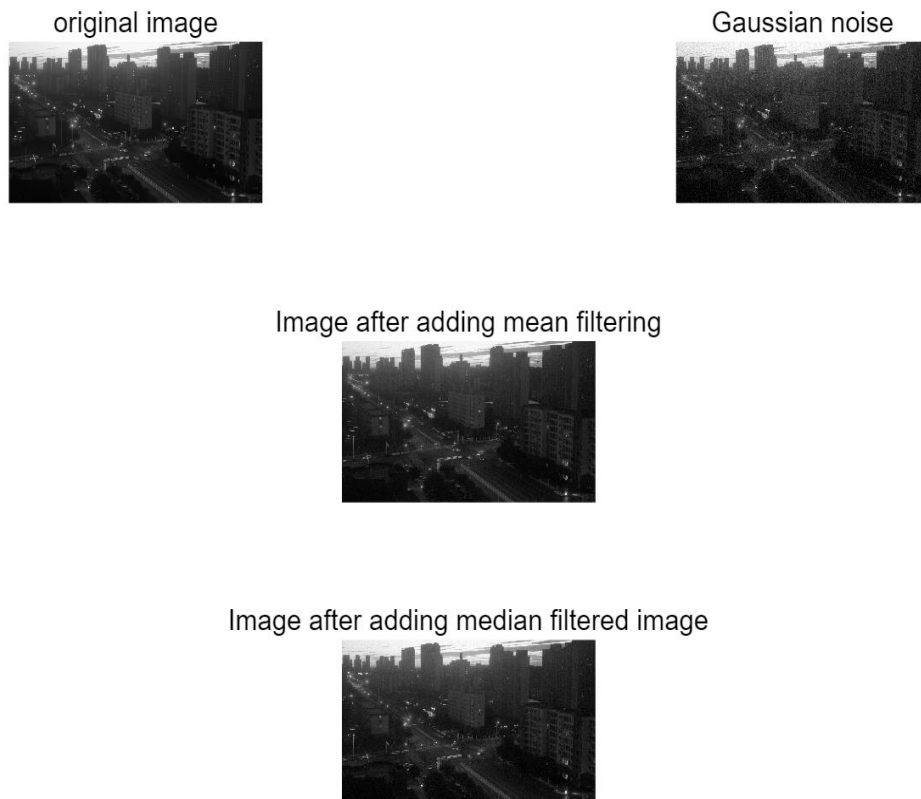 original image
Gaussian noise
Image after adding mean filtering
Image after adding median filtered image